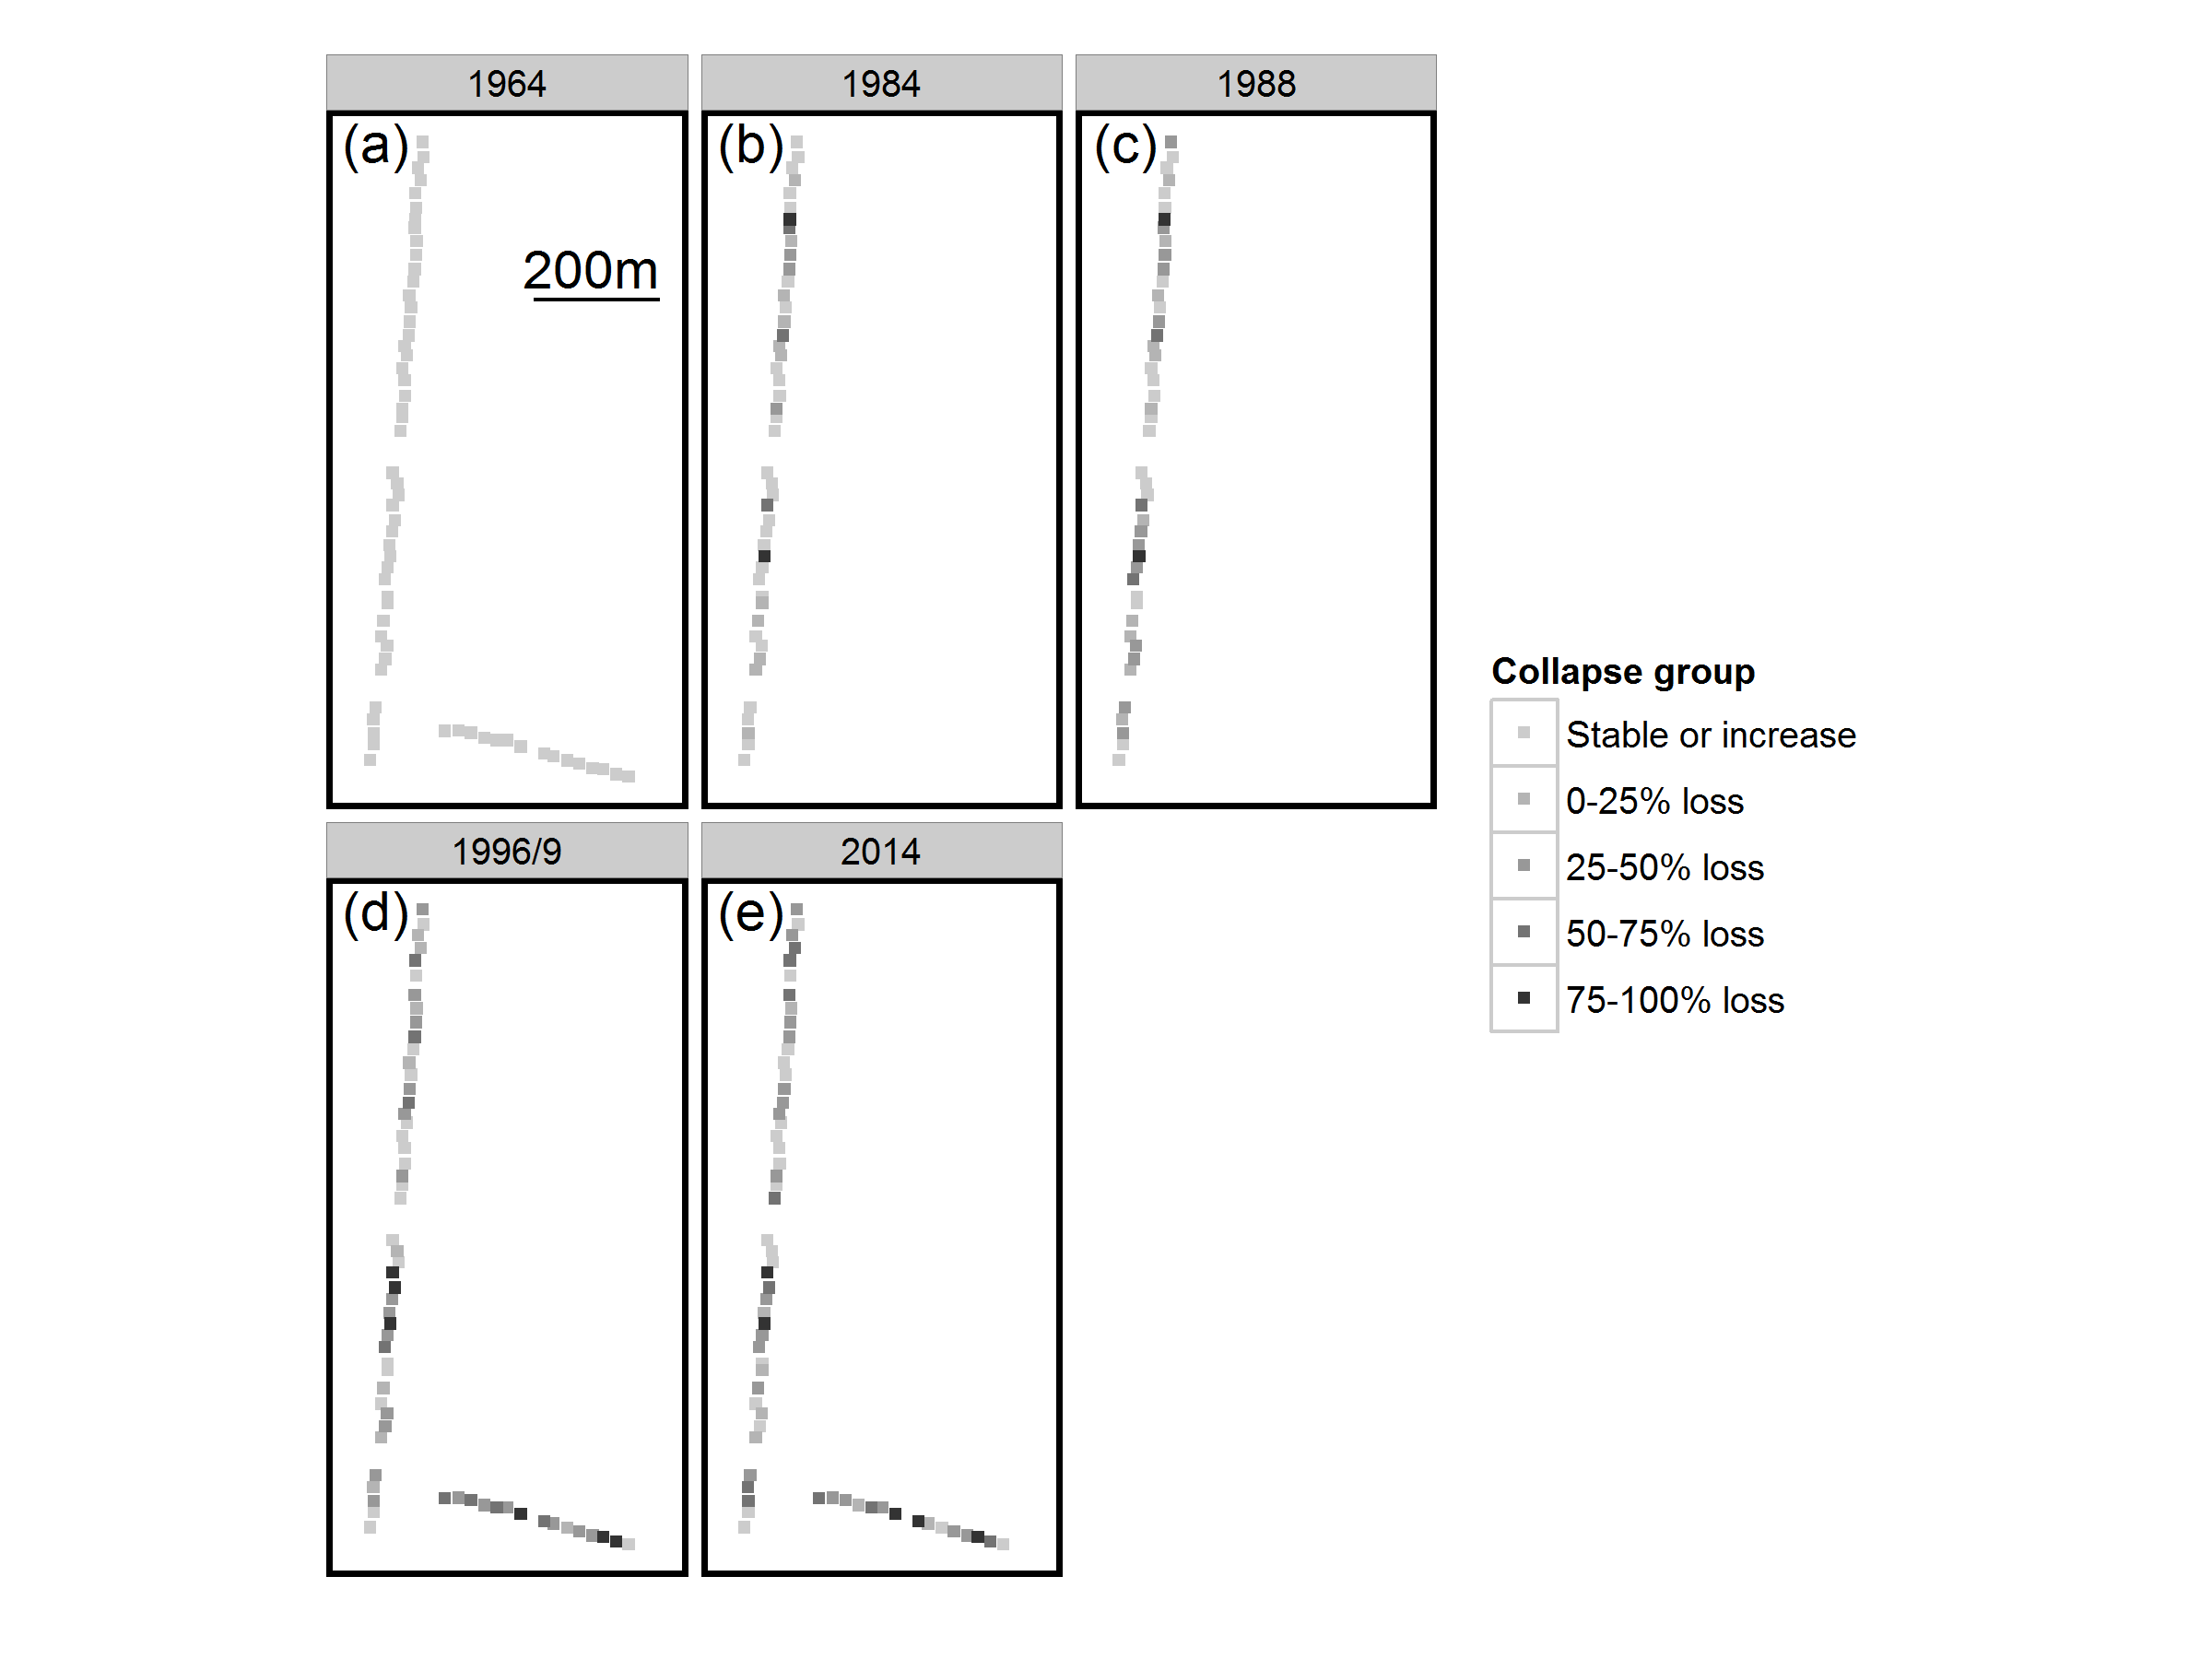 1964
1984
1988
(a)
(b)
(c)
200m
Collapse group
Stable or increase
0-25% loss
25-50% loss
50-75% loss
75-100% loss
1996/9
2014
(d)
(e)